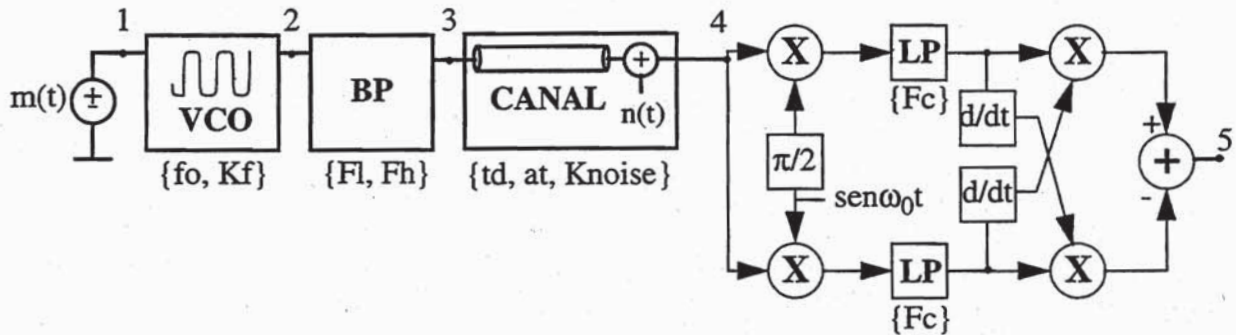 1
2
3
4
m(t)
±
VCO
BP
CANAL
+
n(t)
{fo, Kf}
{Fl, Fh}
{td, at, Knoise}
X
LP
{Fc}
X
d/dt
π/2
senω₀t
d/dt
+
+
-
5
X
LP
{Fc}
X